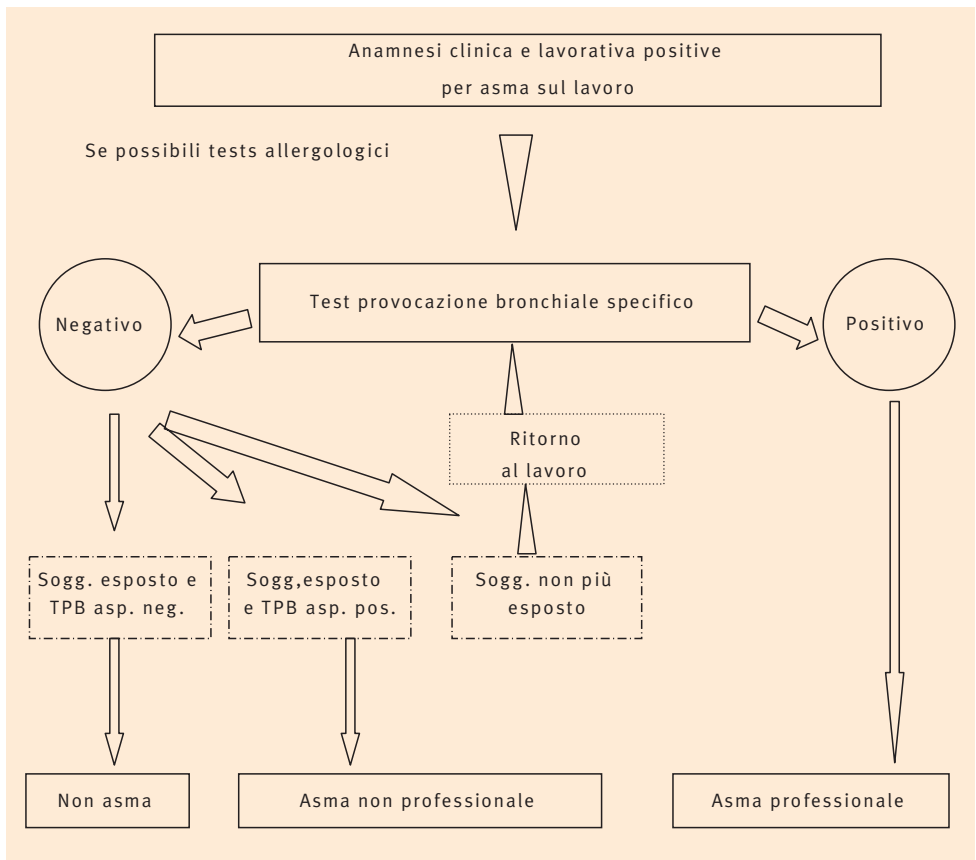 Anamnesi clinica e lavorativa positive
per asma sul lavoro
Se possibili tests allergologici
Test provocazione bronchiale specifico
Negativo
Positivo
Ritorno
al lavoro
Sogg. esposto e
TPB asp. neg.
Sogg,esposto
e TPB asp. pos.
Sogg. non più
esposto
Non asma
Asma non professionale
Asma professionale